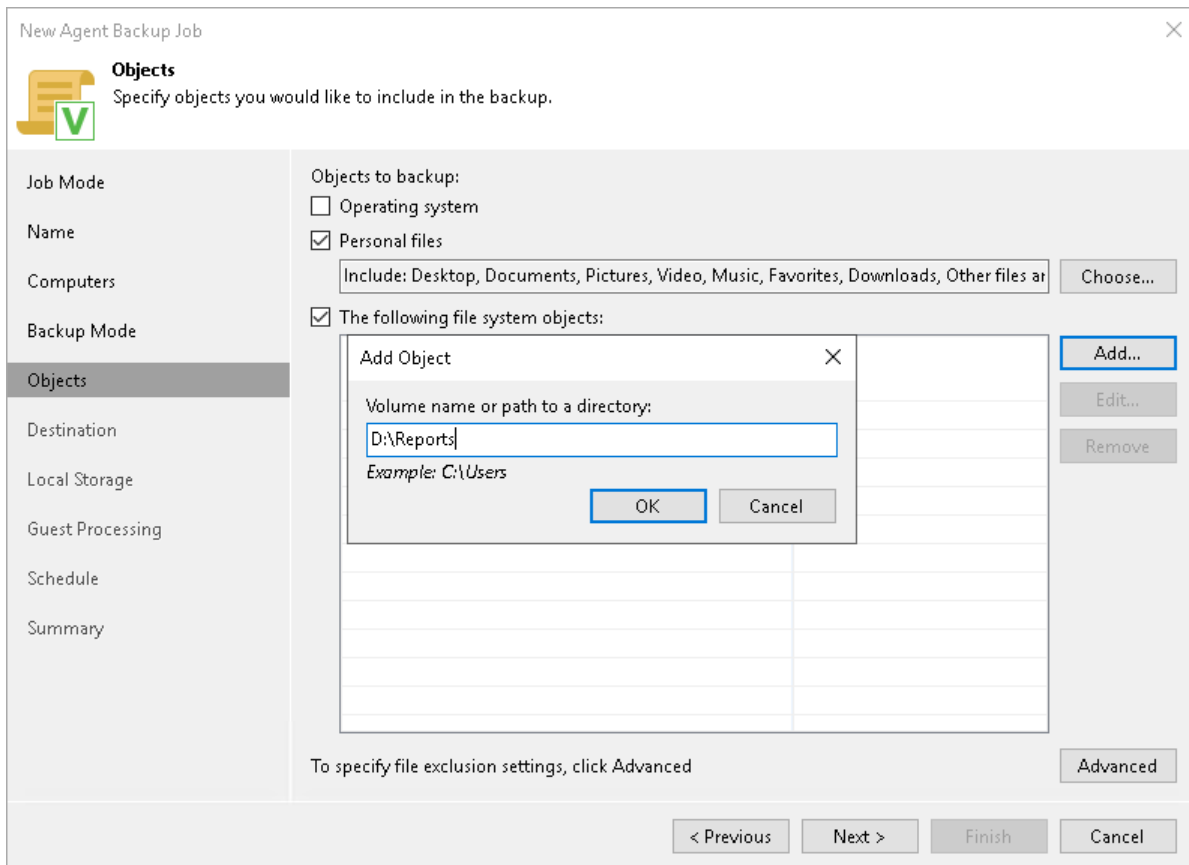 New Agent Backup Job
Objects
Specify objects you would like to include in the backup.
Job Mode
Name
Computers
Backup Mode
Objects
Destination
Local Storage
Guest Processing
Schedule
Summary
Objects to backup:
Operating system
Personal files
Include: Desktop, Documents, Pictures, Video, Music, Favorites, Downloads, Other files ar
Choose...
The following file system objects:
Add...
Edit...
Remove
Add Object
Volume name or path to a directory:
D:\Reports
Example: C:\Users
OK
Cancel
To specify file exclusion settings, click Advanced
Advanced
< Previous
Next >
Finish
Cancel